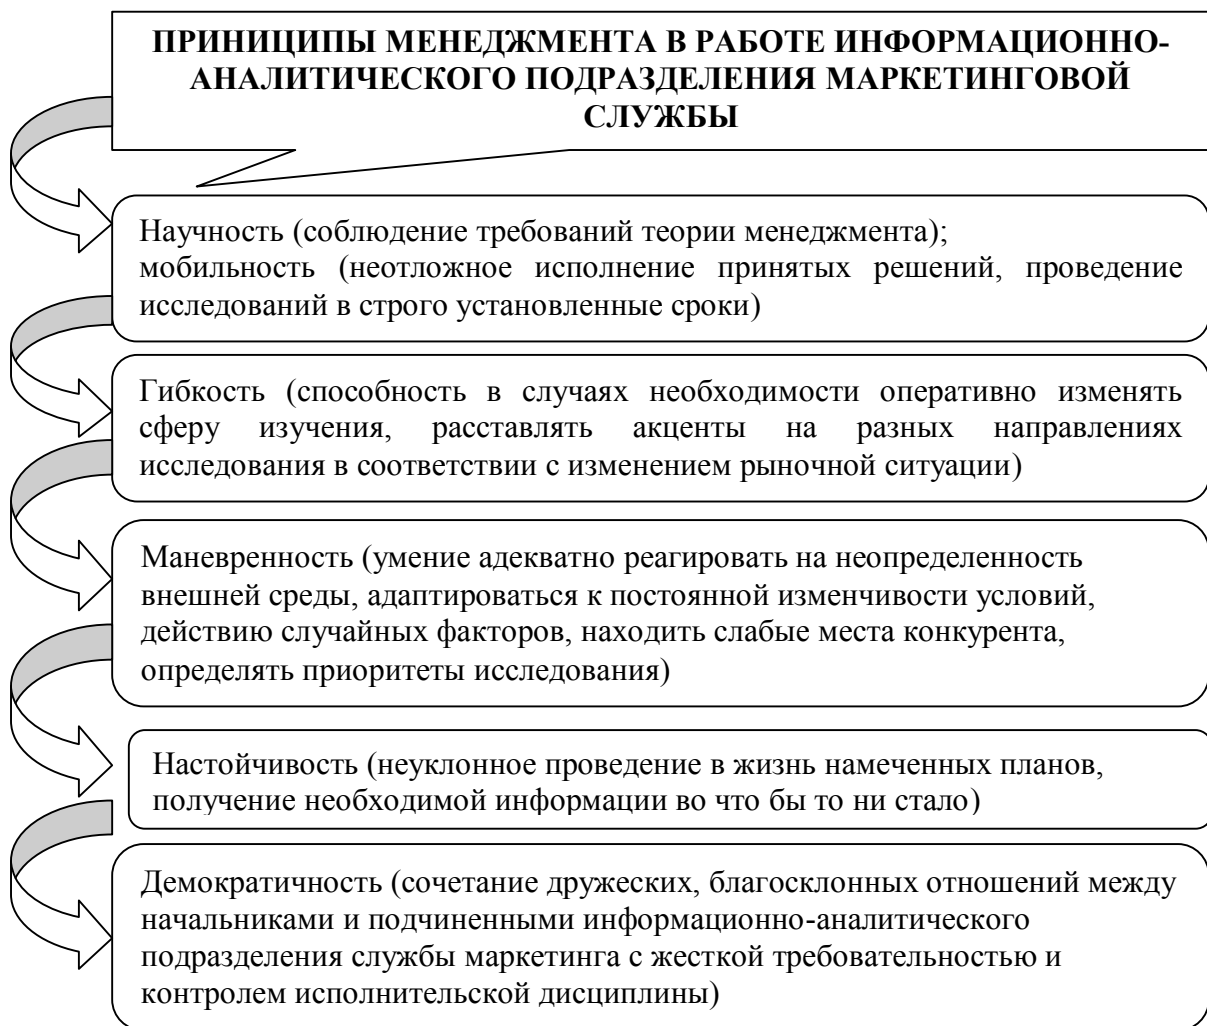 ПРИНИЦИПЫ МЕНЕДЖМЕНТА В РАБОТЕ ИНФОРМАЦИОННО-
АНАЛИТИЧЕСКОГО ПОДРАЗДЕЛЕНИЯ МАРКЕТИНГОВОЙ
СЛУЖБЫ
Научность (соблюдение требований теории менеджмента);
мобильность (неотложное исполнение принятых решений, проведение
исследований в строго установленные сроки)
Гибкость (способность в случаях необходимости оперативно изменять
сферу изучения, расставлять акценты на разных направлениях
исследования в соответствии с изменением рыночной ситуации)
Маневренность (умение адекватно реагировать на неопределенность
внешней среды, адаптироваться к постоянной изменчивости условий,
действию случайных факторов, находить слабые места конкурента,
определять приоритеты исследования)
Настойчивость (неуклонное проведение в жизнь намеченных планов,
получение необходимой информации во что бы то ни стало)
Демократичность (сочетание дружеских, благосклонных отношений между
начальниками и подчиненными информационно-аналитического
подразделения службы маркетинга с жесткой требовательностью и
контролем исполнительской дисциплины)